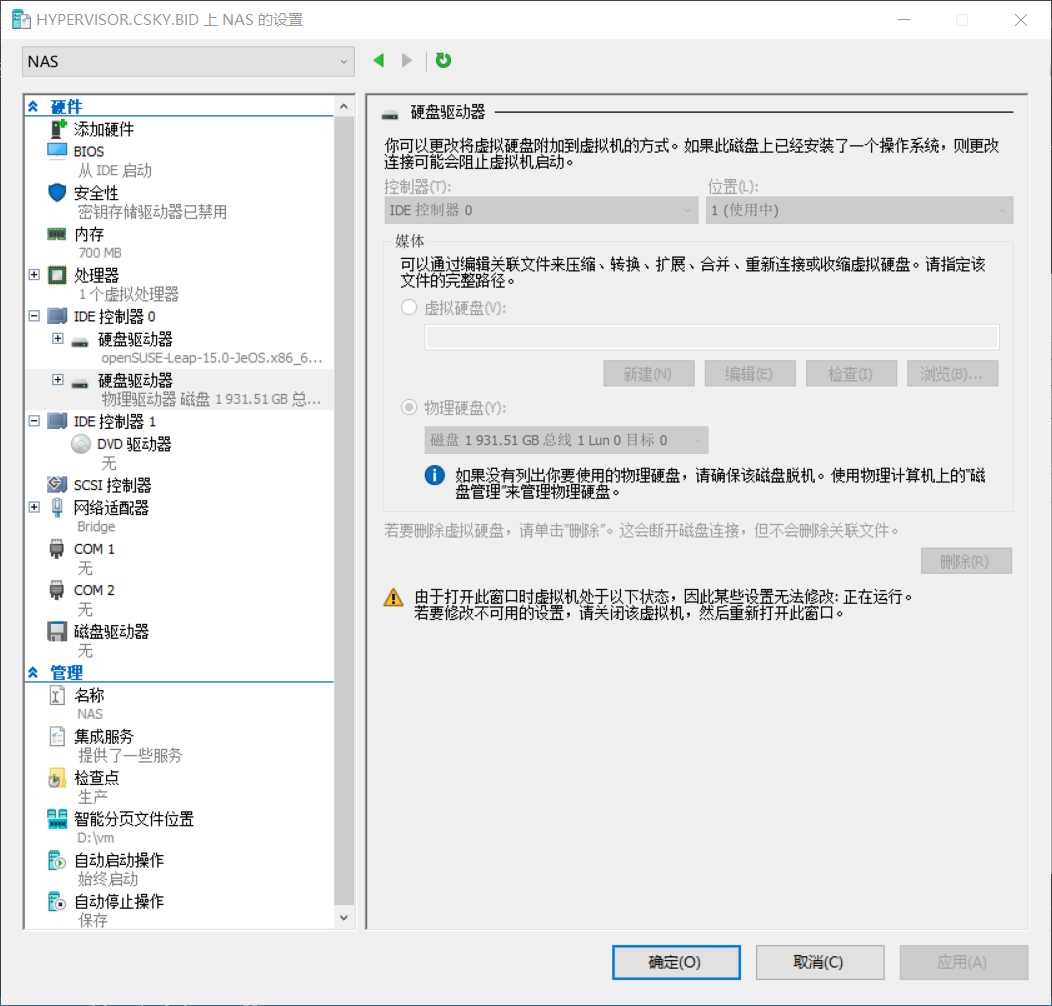 HYPERVISOR.CSKY.BID 上 NAS 的设置
NAS
硬件
添加硬件
BIOS
从 IDE 启动
安全性
密钥存储驱动器已禁用
内存
700 MB
处理器
1 个虚拟处理器
IDE 控制器 0
硬盘驱动器
openSUSE-Leap-15.0-JeOS.x86_6...
硬盘驱动器
物理驱动器 磁盘 1 931.51 GB 总...
IDE 控制器 1
DVD 驱动器
无
SCSI 控制器
网络适配器
Bridge
COM 1
无
COM 2
无
磁盘驱动器
无
管理
名称
NAS
集成服务
提供了一些服务
检查点
生产
智能分页文件位置
D:\vm
自动启动操作
始终启动
自动停止操作
保存
硬盘驱动器
你可以更改将虚拟硬盘附加到虚拟机的方式。如果此磁盘上已经安装了一个操作系统，则更改
连接可能会阻止虚拟机启动。
控制器(T): 位置(L):
IDE 控制器 0 1 (使用中)
媒体
可以通过编辑关联文件来压缩、转换、扩展、合并、重新连接或收缩虚拟硬盘。请指定该
文件的完整路径。
虚拟硬盘(V):
新建(N) 编辑(E) 检查(I) 浏览(B)...
物理硬盘(Y):
磁盘 1 931.51 GB 总线 1 Lun 0 目标 0
如果没有列出你要使用的物理硬盘，请确保该磁盘脱机。使用物理计算机上的"磁
盘管理"来管理物理硬盘。
若要删除虚拟硬盘，请单击"删除"。这会断开磁盘连接，但不会删除关联文件。
删除(R)
由于打开此窗口时虚拟机处于以下状态，因此某些设置无法修改: 正在运行。
若要修改不可用的设置，请关闭该虚拟机，然后重新打开此窗口。
确定(O) 取消(C) 应用(A)